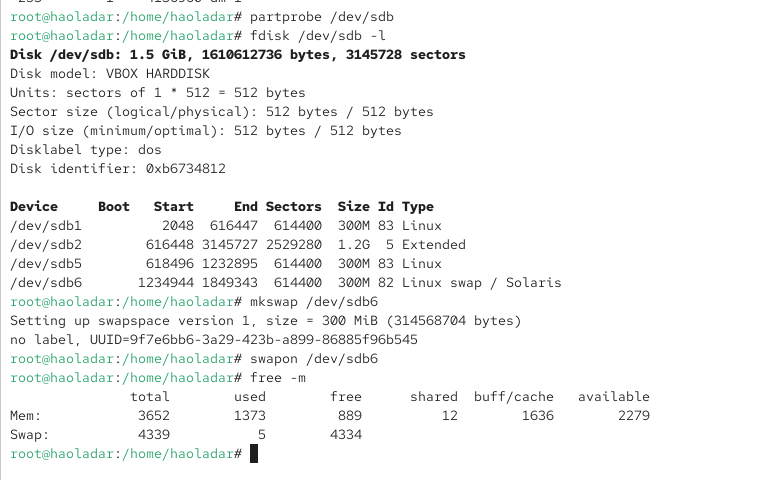 root@haoladar:/home/haoladar# partprobe /dev/sdb
root@haoladar:/home/haoladar# fdisk /dev/sdb -l
Disk /dev/sdb: 1.5 GiB, 1610612736 bytes, 3145728 sectors
Disk model: VBOX HARDDISK
Units: sectors of 1 * 512 = 512 bytes
Sector size (logical/physical): 512 bytes / 512 bytes
I/O size (minimum/optimal): 512 bytes / 512 bytes
Disklabel type: dos
Disk identifier: 0xb6734812

Device     Boot   Start     End Sectors  Size Id Type
/dev/sdb1          2048  616447  614400  300M 83 Linux
/dev/sdb2        616448 3145727 2529280  1.2G  5 Extended
/dev/sdb5        618496 1232895  614400  300M 83 Linux
/dev/sdb6       1234944 1849343  614400  300M 82 Linux swap / Solaris
root@haoladar:/home/haoladar# mkswap /dev/sdb6
Setting up swapspace version 1, size = 300 MiB (314568704 bytes)
no label, UUID=9f7e6bb6-3a29-423b-a899-86885f96b545
root@haoladar:/home/haoladar# swapon /dev/sdb6
root@haoladar:/home/haoladar# free -m
               total        used        free      shared  buff/cache   available
Mem:            3652        1373         889          12        1636        2279
Swap:           4339           5        4334
root@haoladar:/home/haoladar#